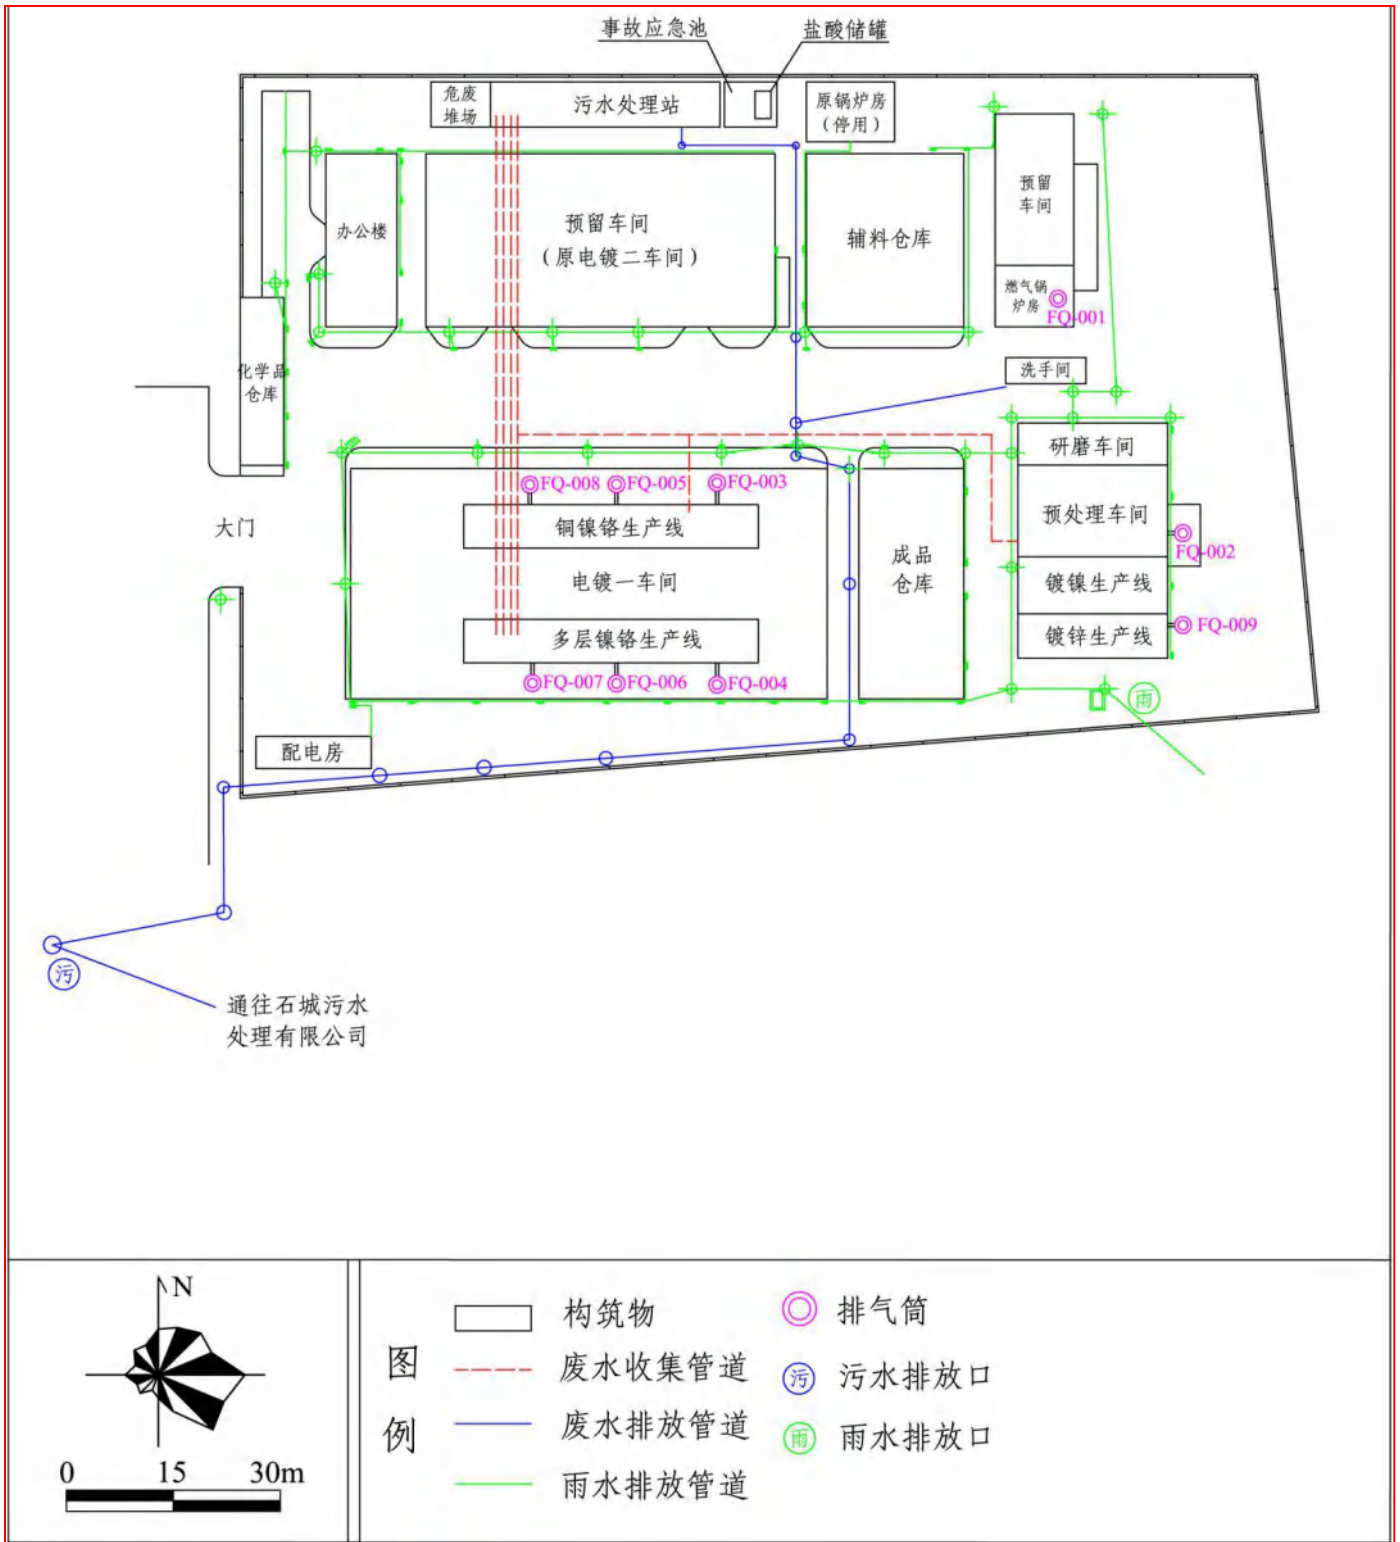 事故应急池
盐酸储罐
危废
堆场
污水处理站
原锅炉房
（停用）
办公楼
预留车间
（原电镀二车间）
辅料仓库
预留
车间
燃气锅
炉房
FQ-001
化学品
仓库
洗手间
研磨车间
大门
FQ-008
FQ-005
FQ-003
铜镍铬生产线
电镀一车间
多层镍铬生产线
FQ-007
FQ-006
FQ-004
成品
仓库
预处理车间
FQ-002
镀镍生产线
镀锌生产线
FQ-009
雨
配电房
污
通往石城污水
处理有限公司
N
0 15 30m
图
例
构筑物
废水收集管道
废水排放管道
雨水排放管道
排气筒
污 污水排放口
雨 雨水排放口